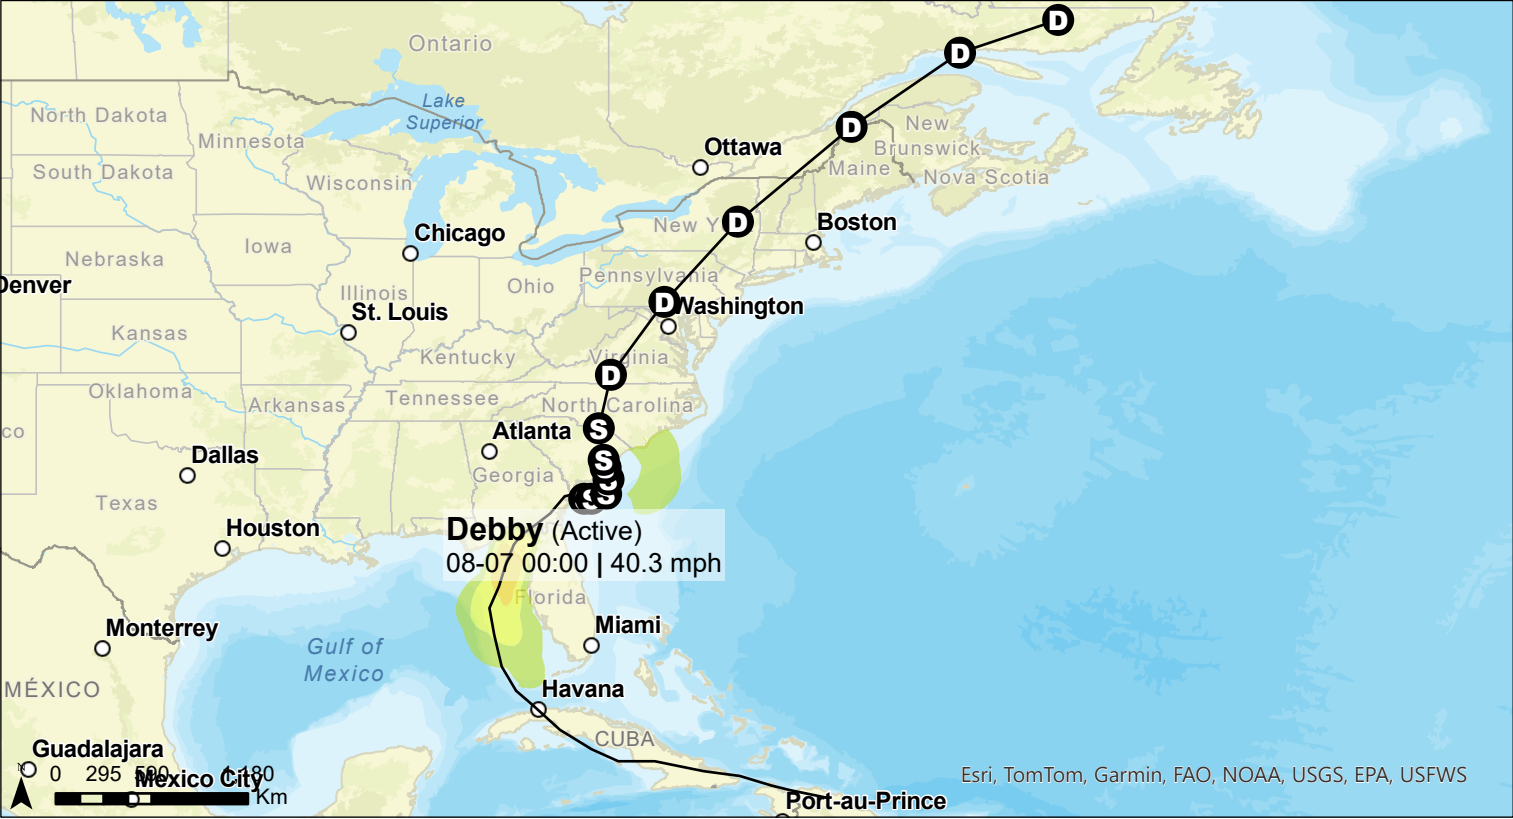 D
D
Ontario
Lake
Superior
North Dakota
Minnesota
D
New
Brunswick
Ottawa
South Dakota
Wisconsin
Maine
Nova Scotia
New Y
D
Boston
Chicago
Iowa
Nebraska
Pennsylvania
Denver
Illinois
Ohio
D
Washington
St. Louis
Kansas
Kentucky
Virginia
D
Oklahoma
Arkansas
Tennessee
North Carolina
co
Atlanta
S
Dallas
Georgia
S
Texas
S
S
Houston
Debby (Active)
08-07 00:00 | 40.3 mph
Florida
Monterrey
Miami
Gulf of
Mexico
MÉXICO
Havana
CUBA
Guadalajara
N
0 295 590 1,180
Km
Mexico City
Esri, TomTom, Garmin, FAO, NOAA, USGS, EPA, USFWS
Port-au-Prince